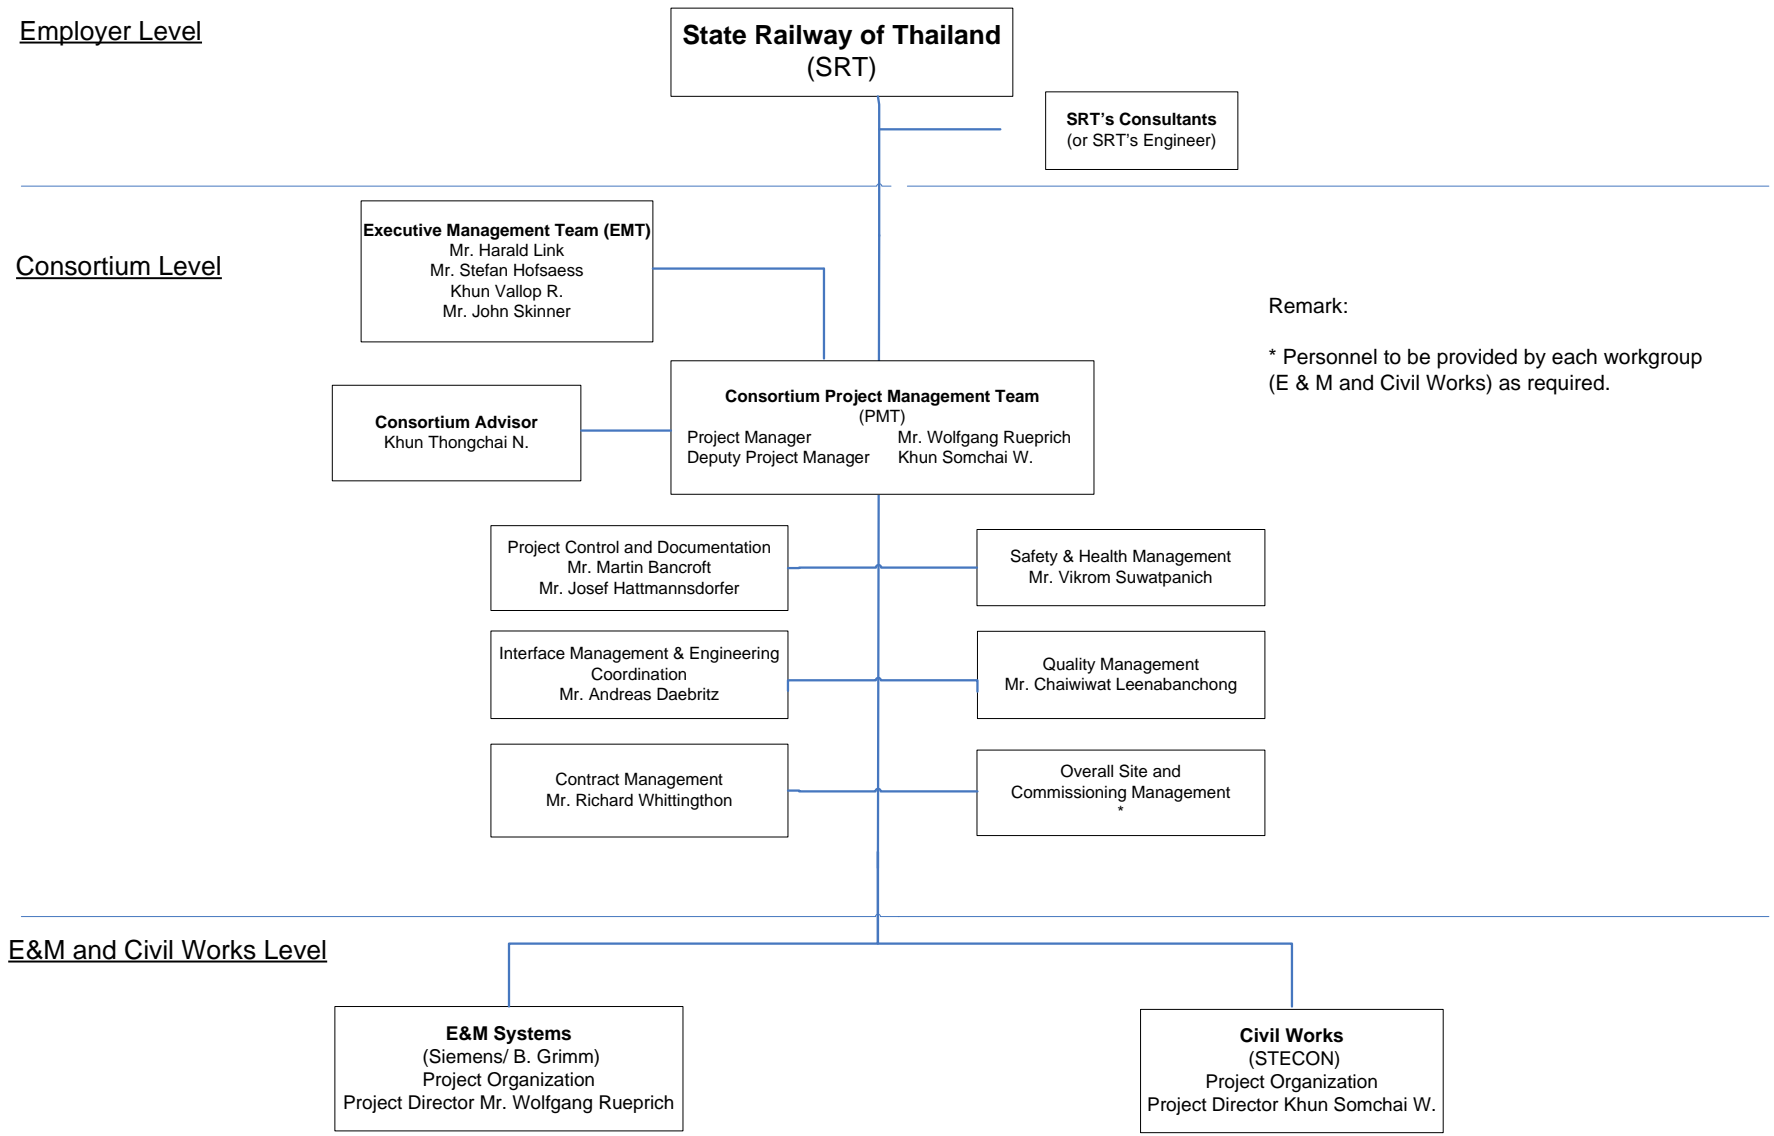 Employer Level
State Railway of Thailand
(SRT)
SRT’s Consultants
(or SRT’s Engineer)
Consortium Level
Executive Management Team (EMT)
Mr. Harald Link
Mr. Stefan Hofsaess
Khun Vallop R.
Mr. John Skinner
Remark:
* Personnel to be provided by each workgroup
(E & M and Civil Works) as required.
Consortium Advisor
Khun Thongchai N.
Consortium Project Management Team
(PMT)
Project Manager Mr. Wolfgang Rueprich
Deputy Project Manager Khun Somchai W.
Project Control and Documentation
Mr. Martin Bancroft
Mr. Josef Hattmannsdorfer
Safety & Health Management
Mr. Vikrom Suwatpanich
Interface Management & Engineering
Coordination
Mr. Andreas Daebritz
Quality Management
Mr. Chaiwiwat Leenabanchong
Contract Management
Mr. Richard Whittingthon
Overall Site and
Commissioning Management
*
E&M and Civil Works Level
E&M Systems
(Siemens/ B. Grimm)
Project Organization
Project Director Mr. Wolfgang Rueprich
Civil Works
(STECON)
Project Organization
Project Director Khun Somchai W.